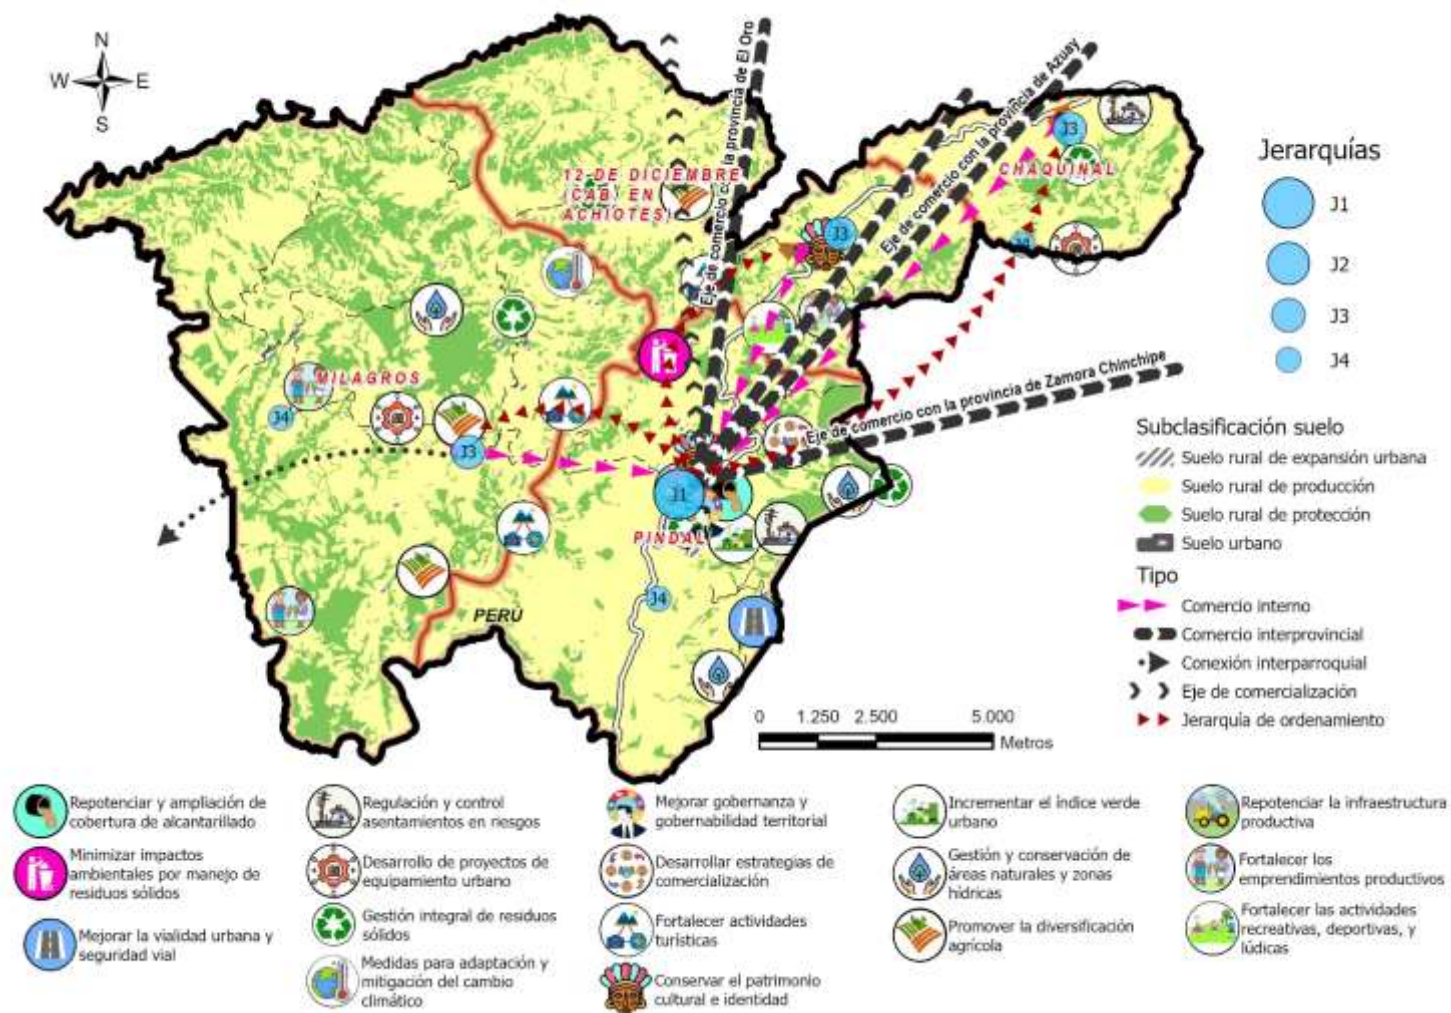 N
W
E
S
Eje de comercio con la provincia de El Oro
Eje de comercio con la provincia de Azuay
Eje de comercio con la provincia de Zamora Chinchipe
12 DE DICIEMBRE
(CAB. EN
ACHIOTES)
CHAQUINAL
MILAGROS
PINDAL
PERÚ
J3
J3
J4
J4
J3
J1
J4
Jerarquías
J1
J2
J3
J4
Subclasificación suelo
Suelo rural de expansión urbana
Suelo rural de producción
Suelo rural de protección
Suelo urbano
Tipo
Comercio interno
Comercio interprovincial
Conexión interparroquial
Eje de comercialización
Jerarquía de ordenamiento
0 1.250 2.500 5.000
Metros
Repotenciar y ampliación de
cobertura de alcantarillado
Minimizar impactos
ambientales por manejo de
residuos sólidos
Mejorar la vialidad urbana y
seguridad vial
Regulación y control
asentamientos en riesgos
Desarrollo de proyectos de
equipamiento urbano
Gestión integral de residuos
sólidos
Medidas para adaptación y
mitigación del cambio
climático
Mejorar gobernanza y
gobernabilidad territorial
Desarrollar estrategias de
comercialización
Fortalecer actividades
turísticas
Conservar el patrimonio
cultural e identidad
Incrementar el índice verde
urbano
Gestión y conservación de
áreas naturales y zonas
hídricas
Promover la diversificación
agrícola
Repotenciar la infraestructura
productiva
Fortalecer los
emprendimientos productivos
Fortalecer las actividades
recreativas, deportivas, y
lúdicas